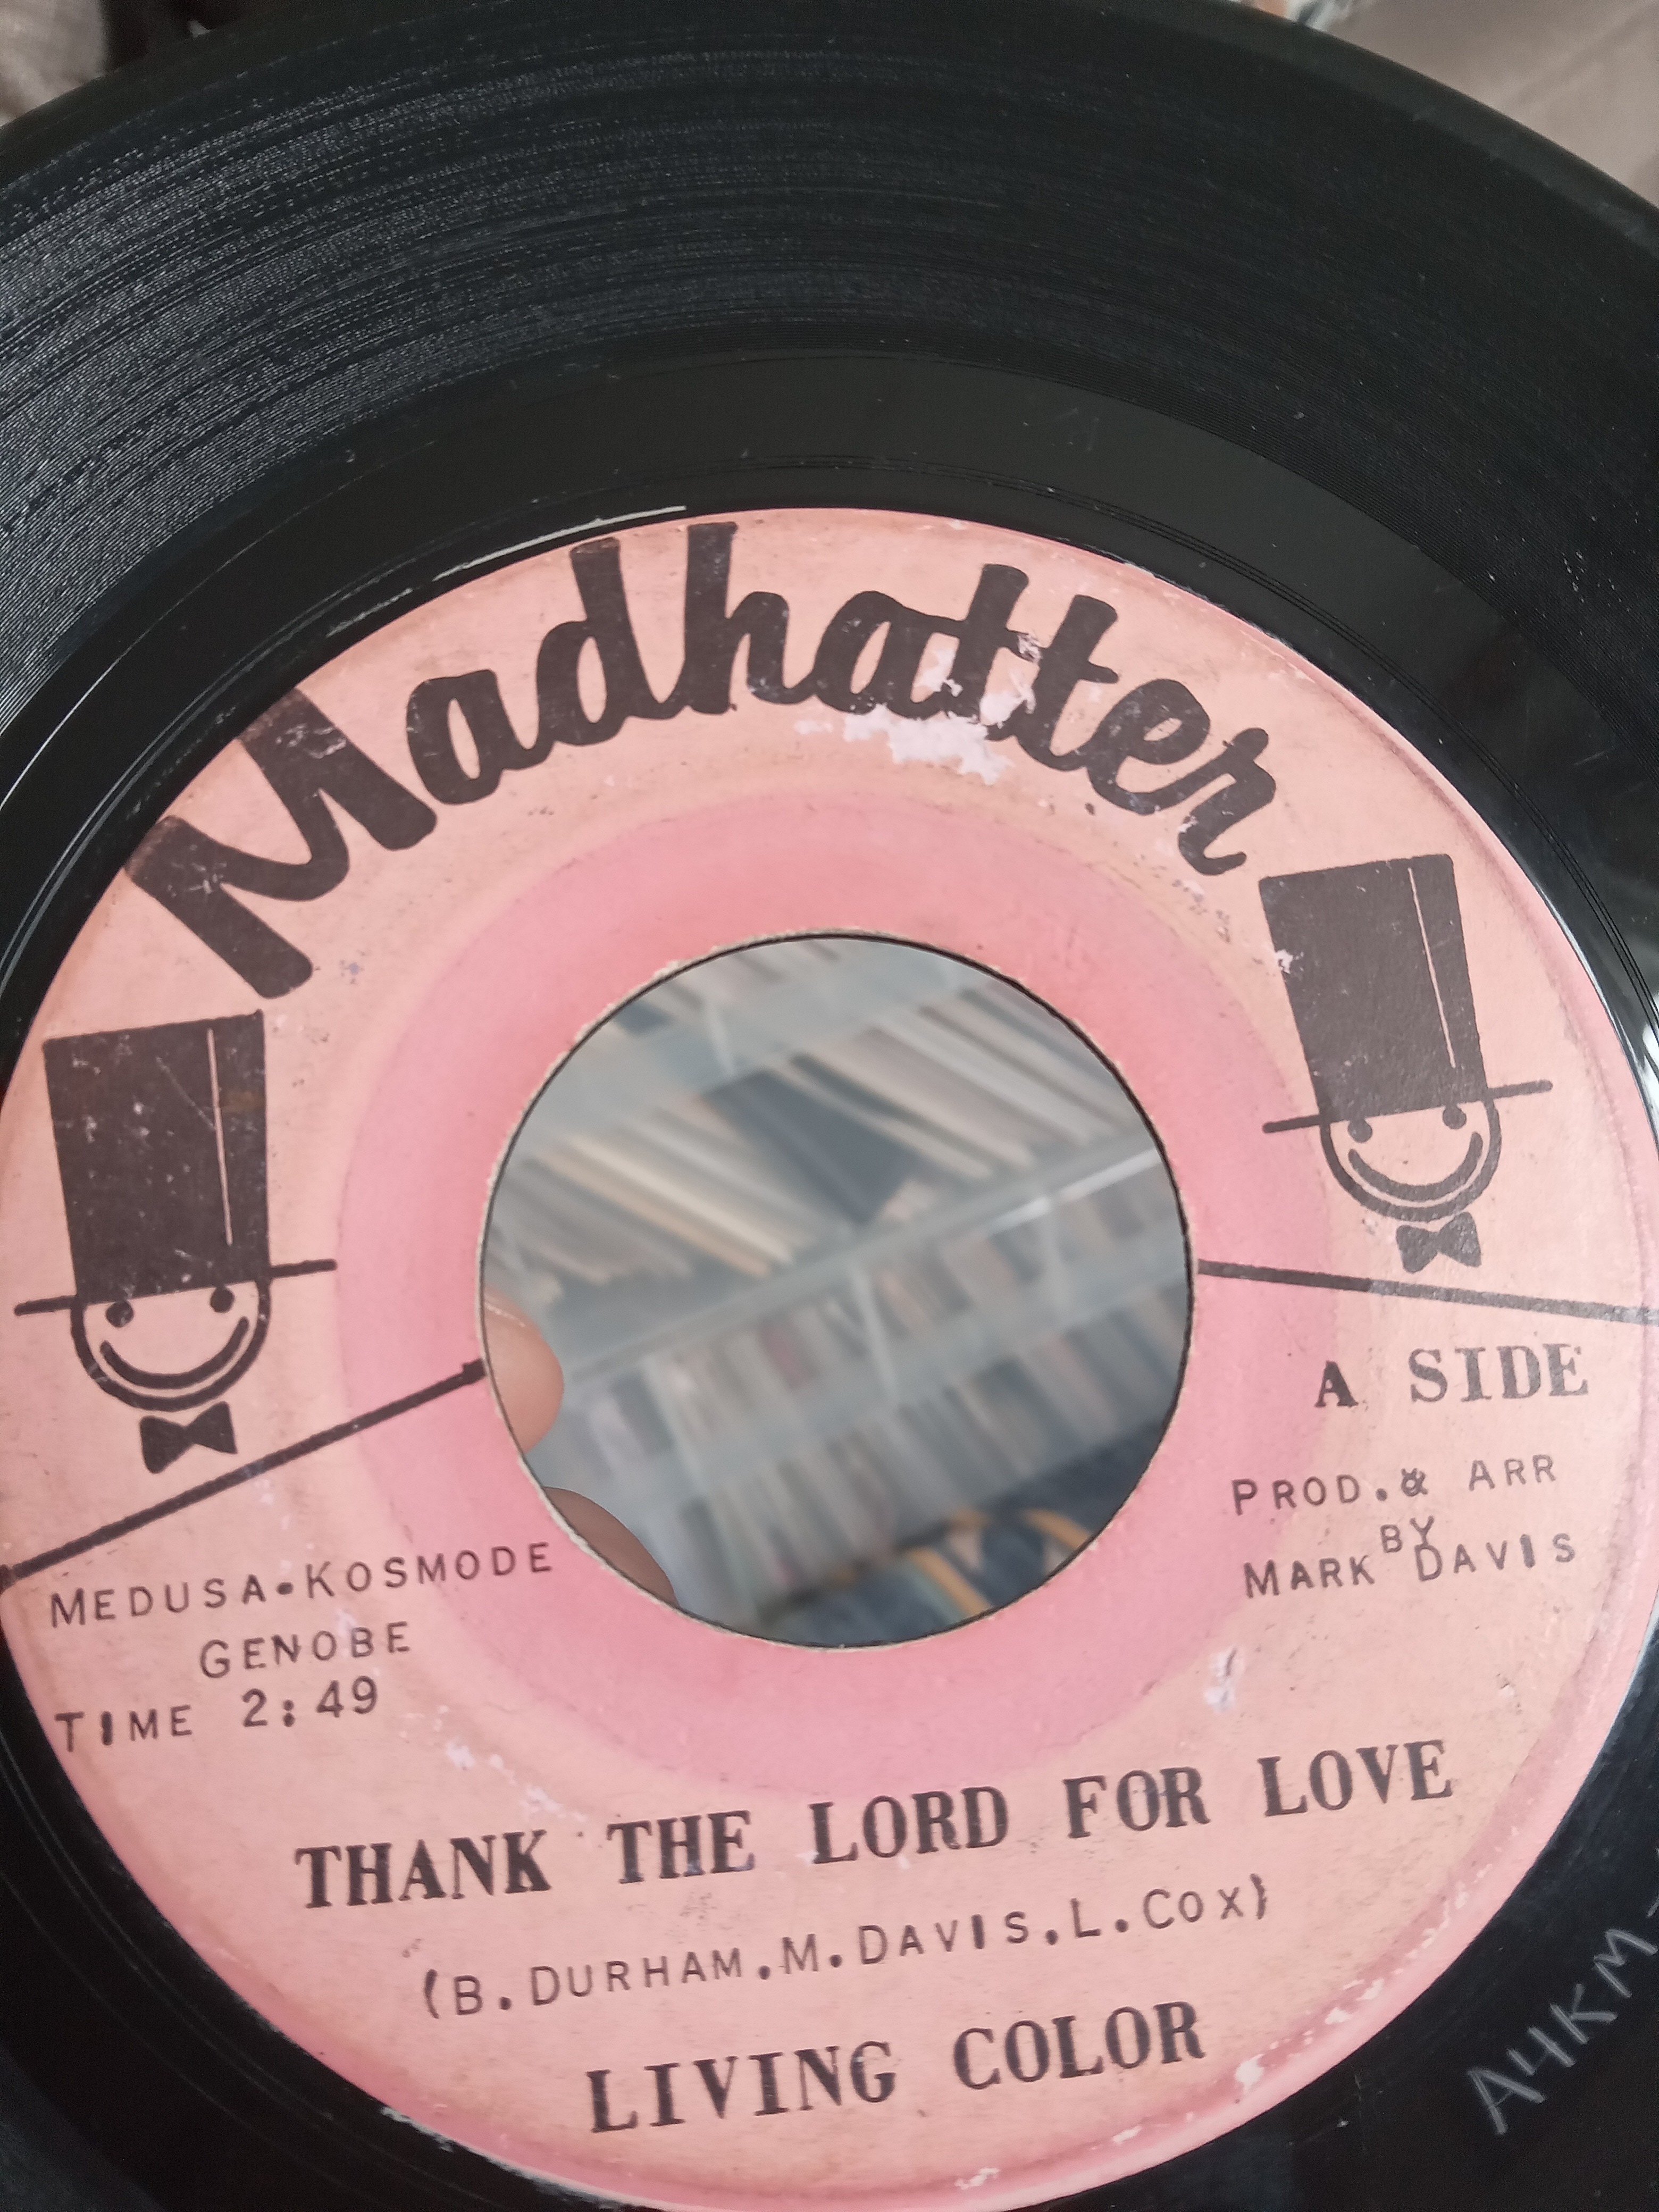 Madhatter
A SIDE
PROD.& ARR
BY
MARK DAVIS
MEDUSA-KOSMODE
GENOBE
TIME 2:49
THANK THE LORD FOR LOVE
(B. DURHAM.M.DAVIS.L.COX)
LIVING COLOR
A4KM-